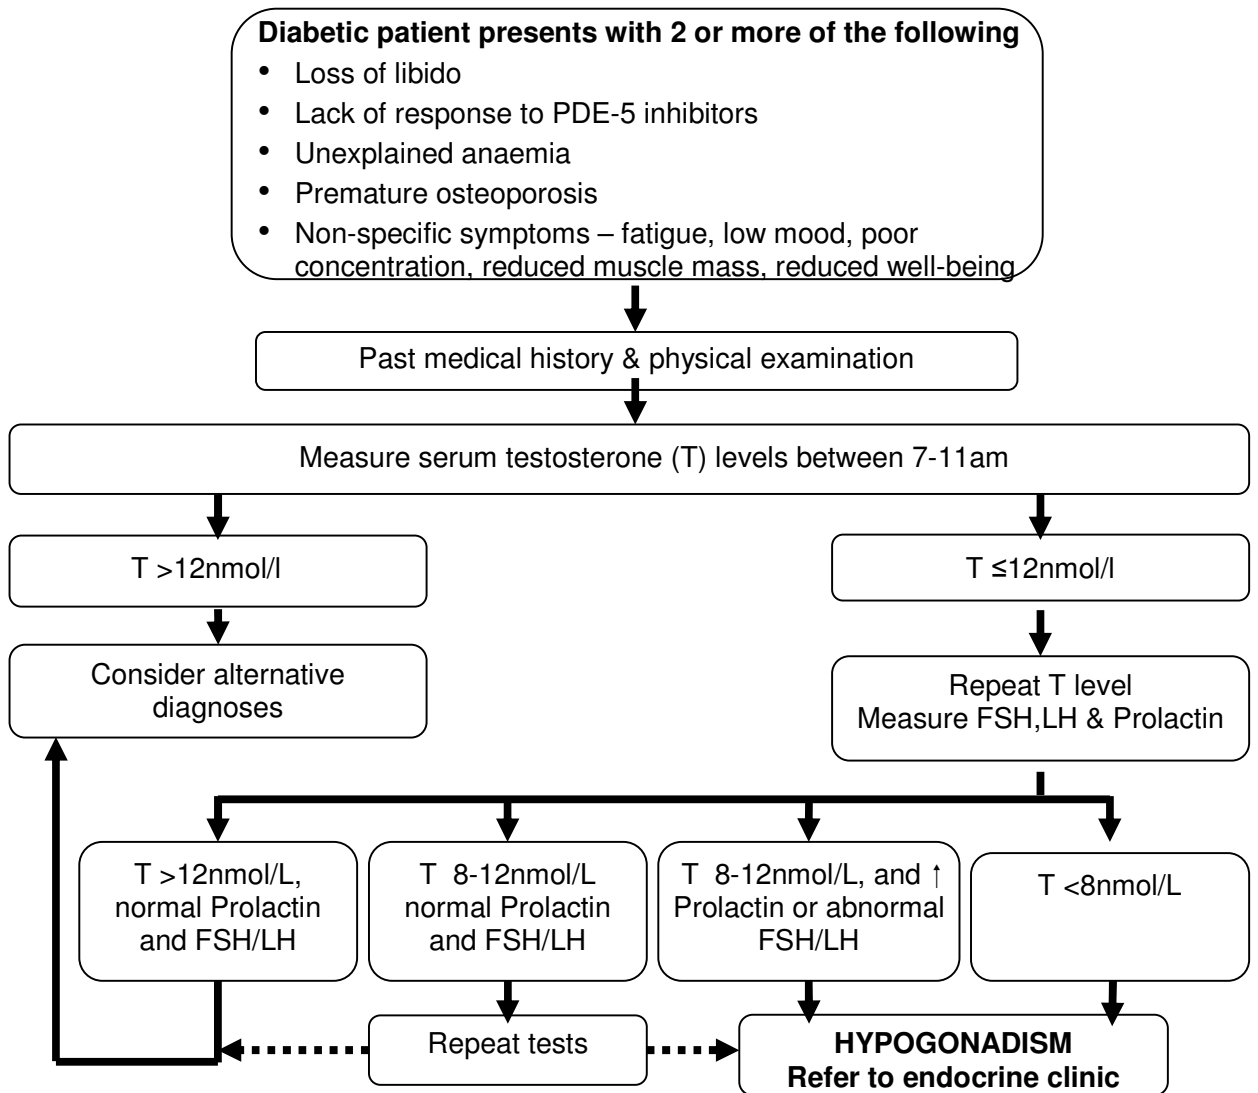 Diabetic patient presents with 2 or more of the following
• Loss of libido
• Lack of response to PDE-5 inhibitors
• Unexplained anaemia
• Premature osteoporosis
• Non-specific symptoms – fatigue, low mood, poor
concentration, reduced muscle mass, reduced well-being
Past medical history & physical examination
Measure serum testosterone (T) levels between 7-11am
T >12nmol/l
T ≤12nmol/l
Consider alternative
diagnoses
Repeat T level
Measure FSH,LH & Prolactin
T >12nmol/L,
normal Prolactin
and FSH/LH
T 8-12nmol/L
normal Prolactin
and FSH/LH
T 8-12nmol/L, and ↑
Prolactin or abnormal
FSH/LH
T <8nmol/L
Repeat tests
HYPOGONADISM
Refer to endocrine clinic